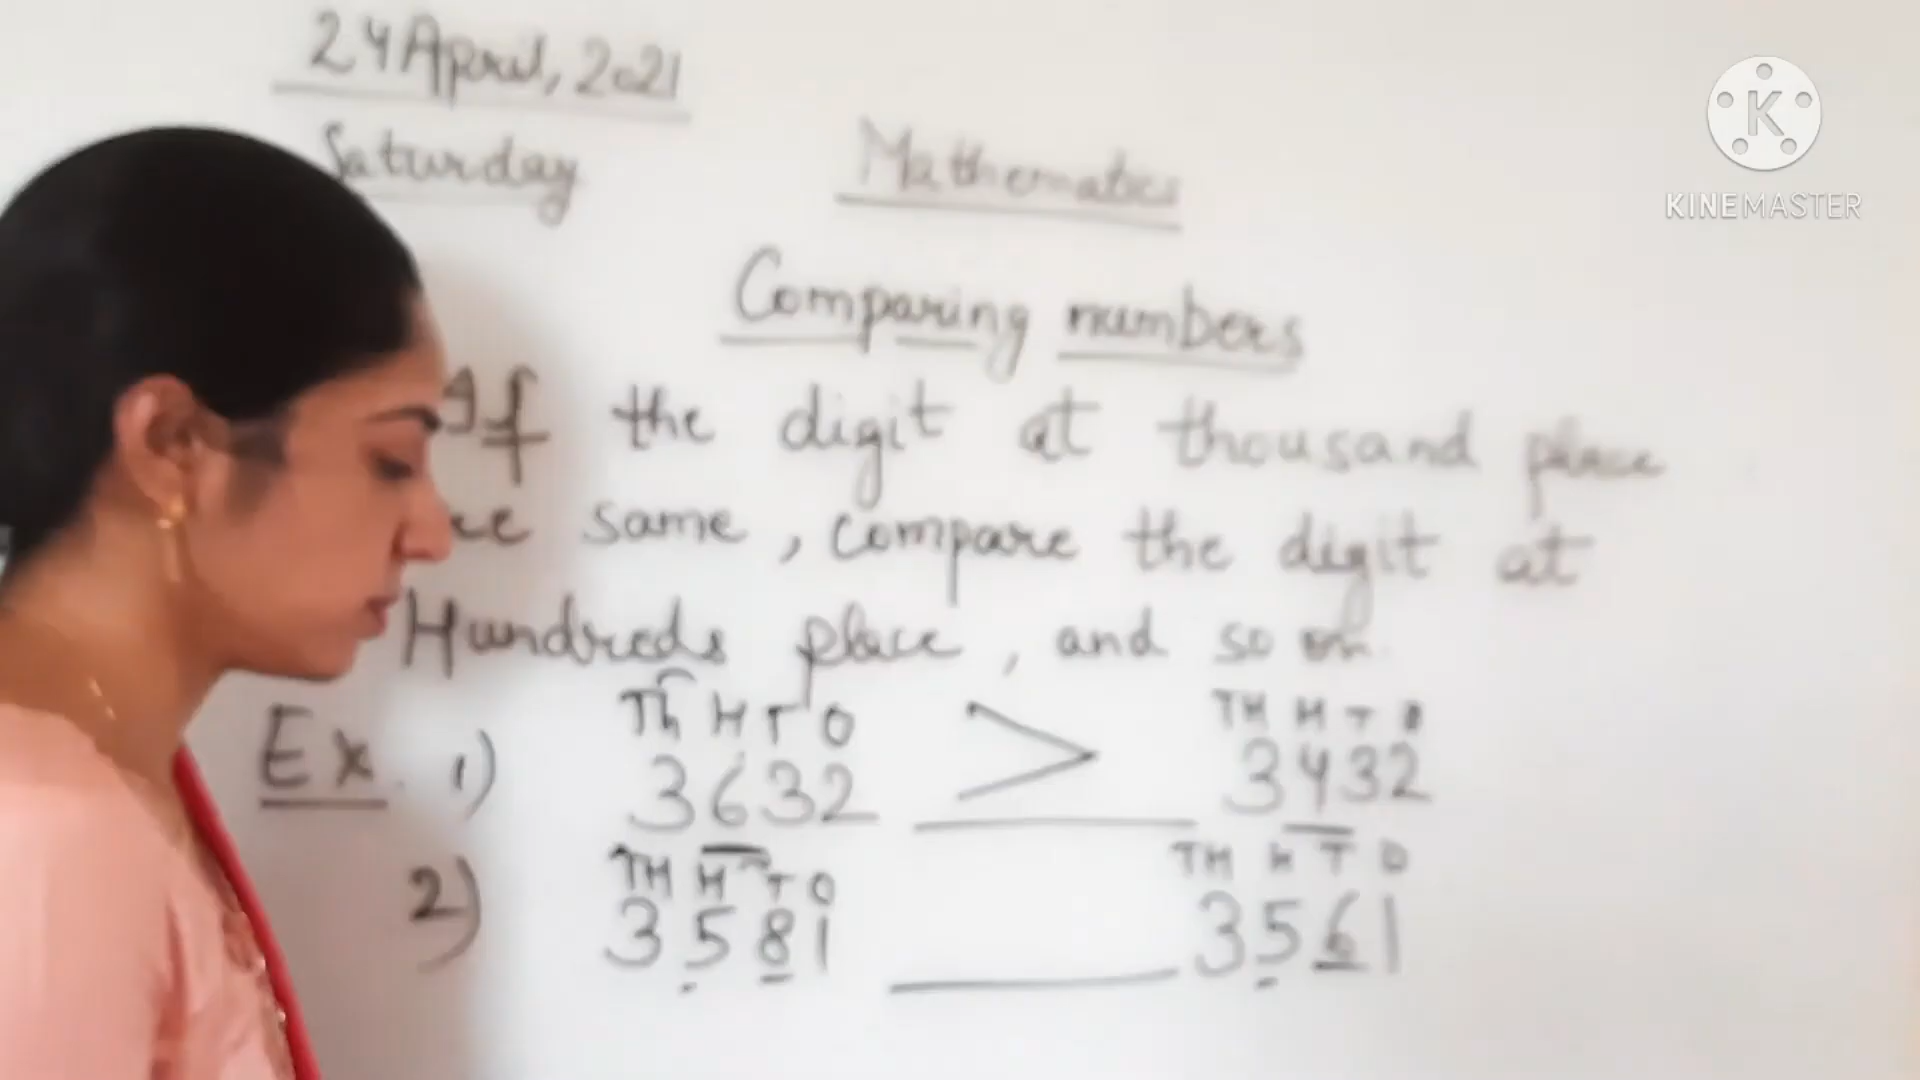 24 April, 2021
Saturday
Mathematics
K
KINEMASTER
Comparing numbers
If the digit at thousand place
same, compare the digit at
Hundreds place, and so on.
Th H T O TH H T O
Ex. 1) 3632 > 3432
TH H T O TH H T O
2) 3581 ____ 3561